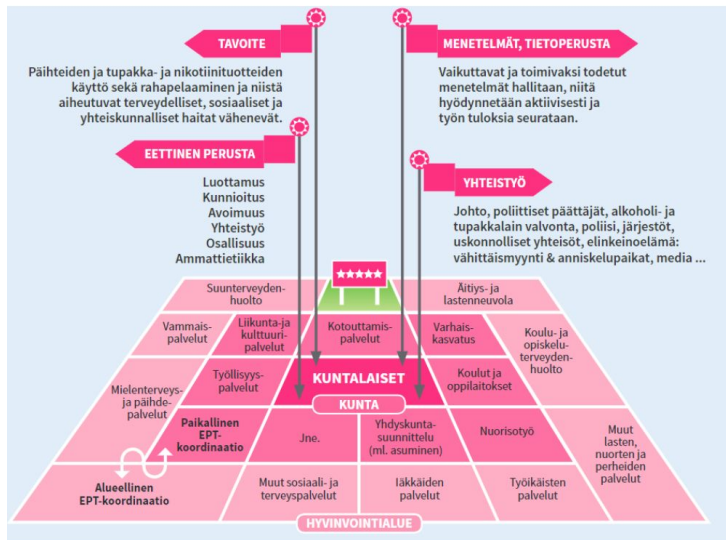 TAVOITE
Päihteiden ja tupakka- ja nikotiinituotteiden
käyttö sekä rahapelaaminen ja niistä
aiheutuvat terveydelliset, sosiaaliset ja
yhteiskunnalliset haitat vähenevät.
MENETELMÄT, TIETOPERUSTA
Vaikuttavat ja toimivaksi todetut
menetelmät hallitaan, niitä
hyödynnetään aktiivisesti ja
työn tuloksia seurataan.
EETTINEN PERUSTA
Luottamus
Kunnioitus
Avoimuus
Yhteistyö
Osallisuus
Ammattietiikka
YHTEISTYÖ
Johto, poliittiset päättäjät, alkoholi- ja
tupakkalain valvonta, poliisi, järjestöt,
uskonnolliset yhteisöt, elinkeinoelämä:
vähittäismyynti & anniskelupaikat, media ...
Suunterveyden-
huolto
Äitiys- ja
lastenneuvola
Vammais-
palvelut
Liikunta-ja
kulttuuri-
palvelut
Kotouttamis-
palvelut
Varhais-
kasvatus
Koulu- ja
opiskelu-
terveyden-
huolto
Mielenterveys-
ja päihde-
palvelut
Työllisyys-
palvelut
KUNTALAISET
Koulut ja
oppilaitokset
KUNTA
Paikallinen
EPT-
koordinaatio
Jne.
Yhdyskunta-
suunnittelu
(ml. asuminen)
Nuorisotyö
Muut
lasten,
nuorten ja
perheiden
palvelut
Alueellinen
EPT-koordinaatio
Muut sosiaali- ja
terveyspalvelut
Iäkkäiden
palvelut
Työikäisten
palvelut
HYVINVOINTIALUE